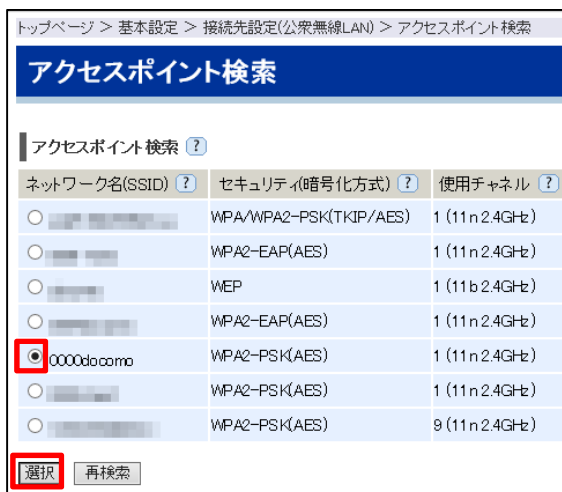 トップページ > 基本設定 > 接続先設定(公衆無線LAN) > アクセスポイント検索
アクセスポイント検索
アクセスポイント検索 ?
ネットワーク名(SSID) ? セキュリティ(暗号化方式) ? 使用チャネル ?
WPA/WPA2-PSK(TKIP/AES) 1 (11n 2.4GHz)
WPA2-EAP(AES) 1 (11n 2.4GHz)
WEP 1 (11b 2.4GHz)
WPA2-EAP(AES) 1 (11n 2.4GHz)
0000docomo WPA2-PSK(AES) 1 (11n 2.4GHz)
WPA2-PSK(AES) 1 (11n 2.4GHz)
WPA2-PSK(AES) 9 (11n 2.4GHz)
選択 再検索